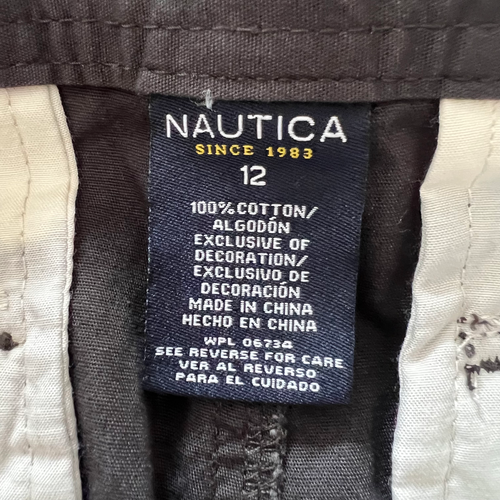 NAUTICA
SINCE 1983
12
100%COTTON/
ALGODÓN
EXCLUSIVE OF
DECORATION/
EXCLUSIVO DE
DECORACIÓN
MADE IN CHINA
HECHO EN CHINA
WPL 06734
SEE REVERSE FOR CARE
VER AL REVERSO
PARA EL CUIDADO